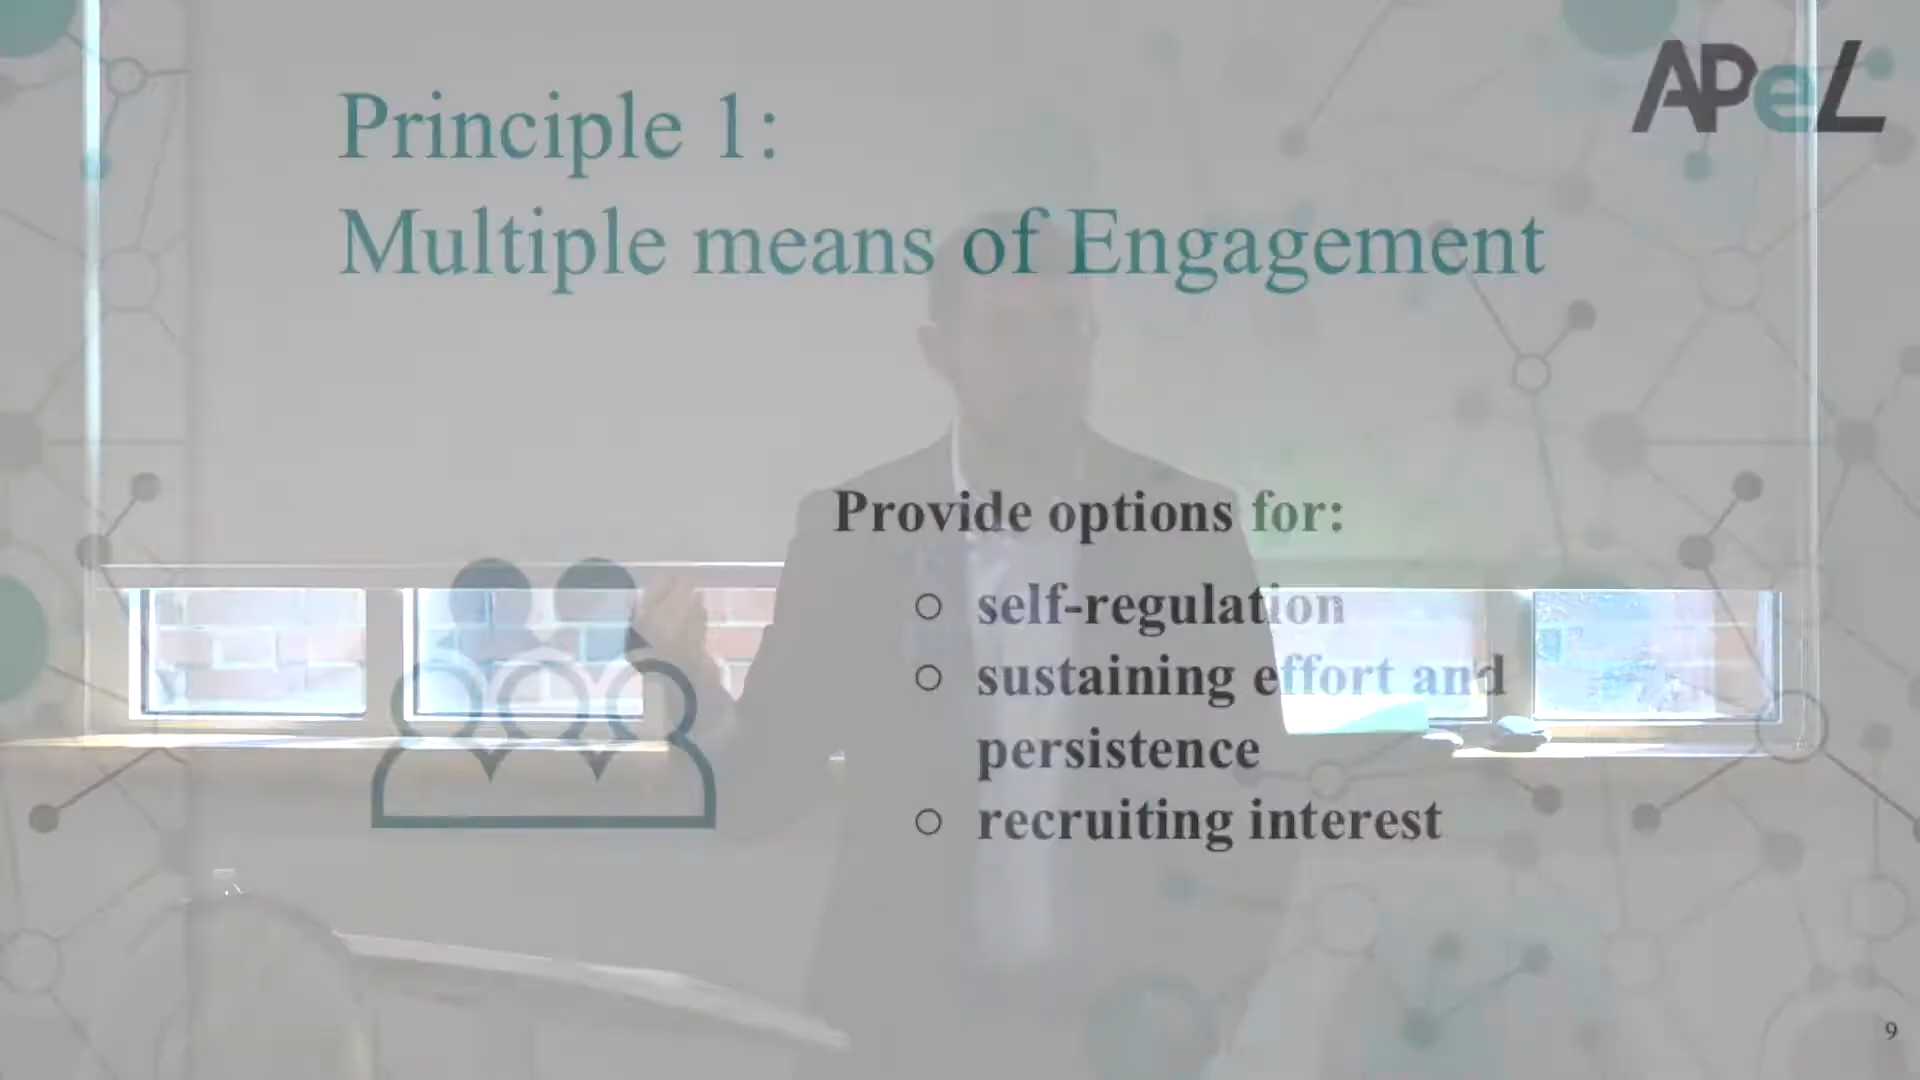 APeL
Principle 1:
Multiple means of Engagement
Provide options for:
○ self-regulation
○ sustaining effort and
persistence
○ recruiting interest
9